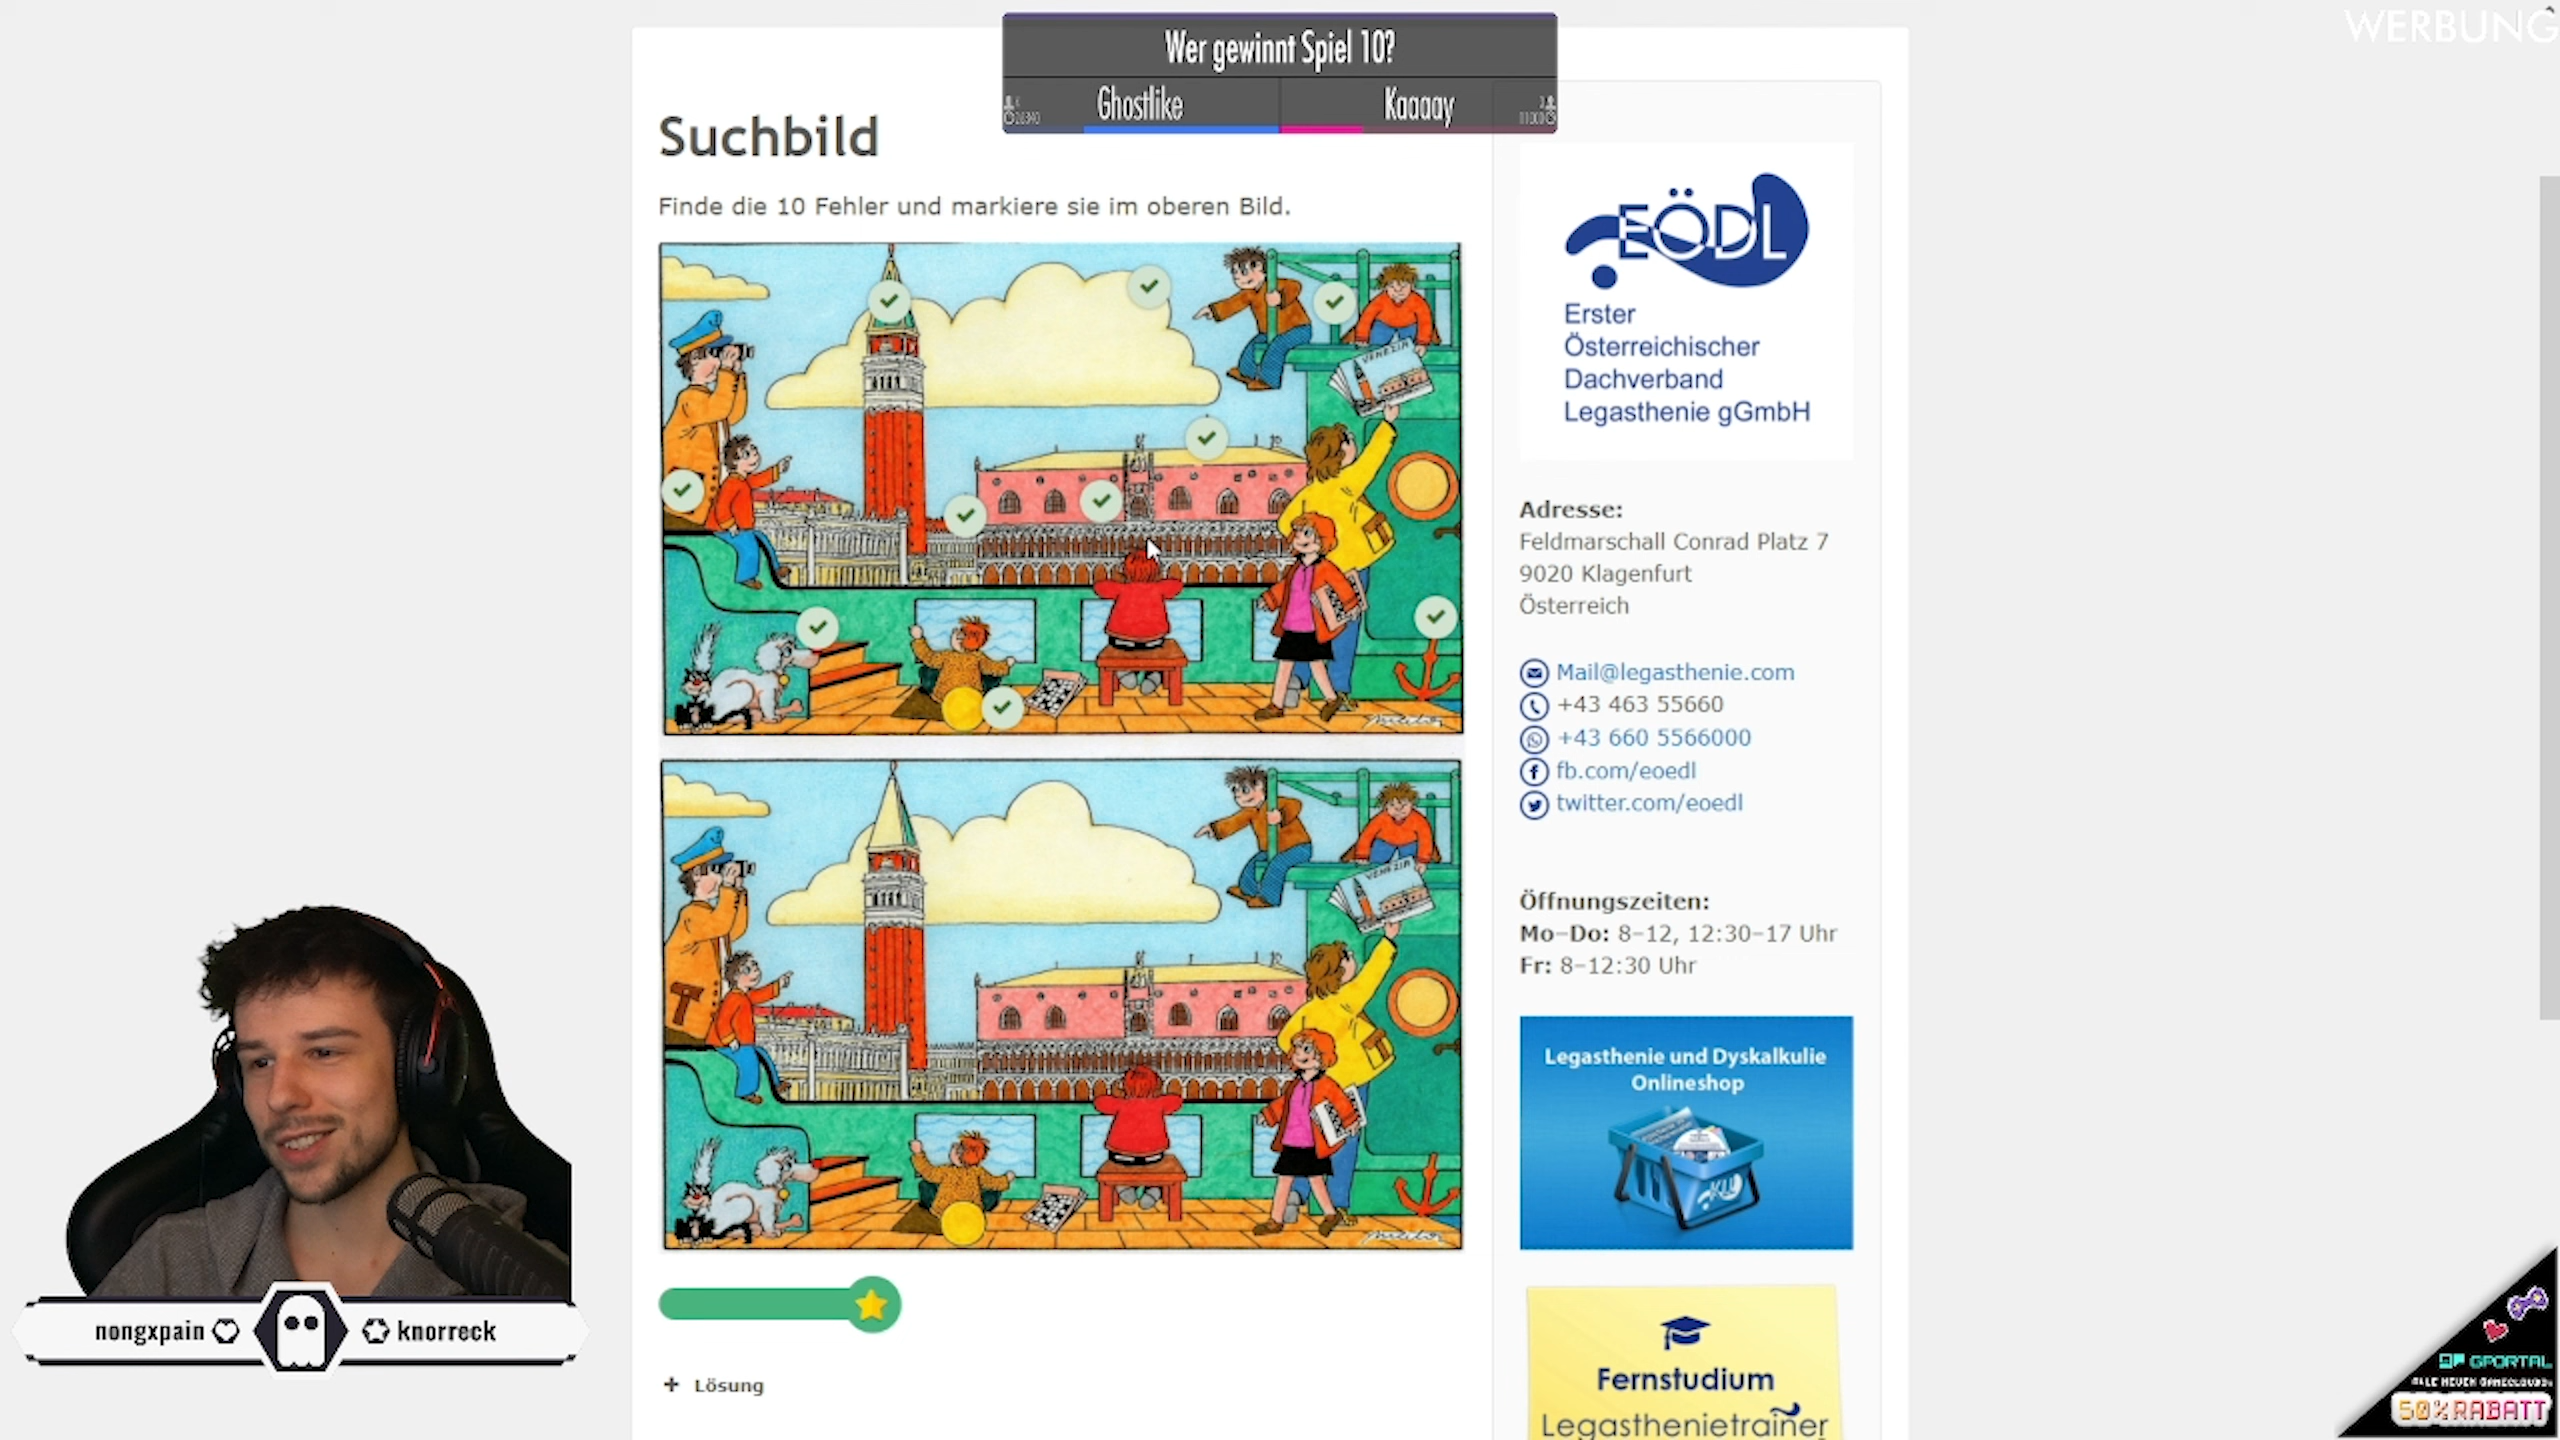 WERBUNG
Wer gewinnt Spiel 10?
Ghostlike
Kaaaay
Suchbild
Finde die 10 Fehler und markiere sie im oberen Bild.
VENEZIA
VENEZIA
EÖDL
Erster
Österreichischer
Dachverband
Legasthenie gGmbH
Adresse:
Feldmarschall Conrad Platz 7
9020 Klagenfurt
Österreich
Mail@legasthenie.com
+43 463 55660
+43 660 5566000
fb.com/eoedl
twitter.com/eoedl
Öffnungszeiten:
Mo–Do: 8–12, 12:30–17 Uhr
Fr: 8–12:30 Uhr
Legasthenie und Dyskalkulie
Onlineshop
Fernstudium
Legasthenietrainer
+ Lösung
nongxpain
knorreck
GPORTAL
50% RABATT